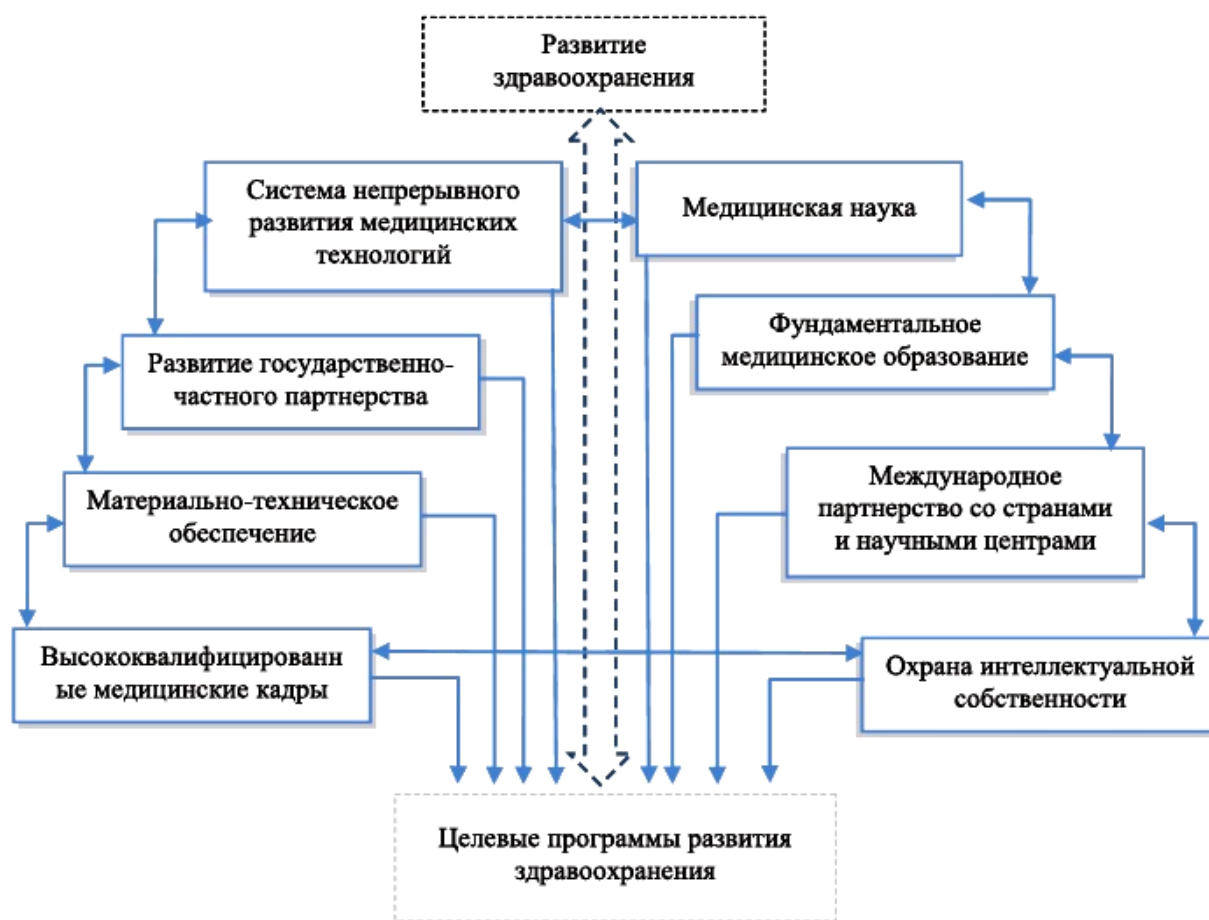 Развитие
здравоохранения
Система непрерывного
развития медицинских
технологий
Медицинская наука
Фундаментальное
медицинское образование
Развитие государственно-
частного партнерства
Международное
партнерство со странами
и научными центрами
Материально-техническое
обеспечение
Высококвалифицированн
ые медицинские кадры
Охрана интеллектуальной
собственности
Целевые программы развития
здравоохранения